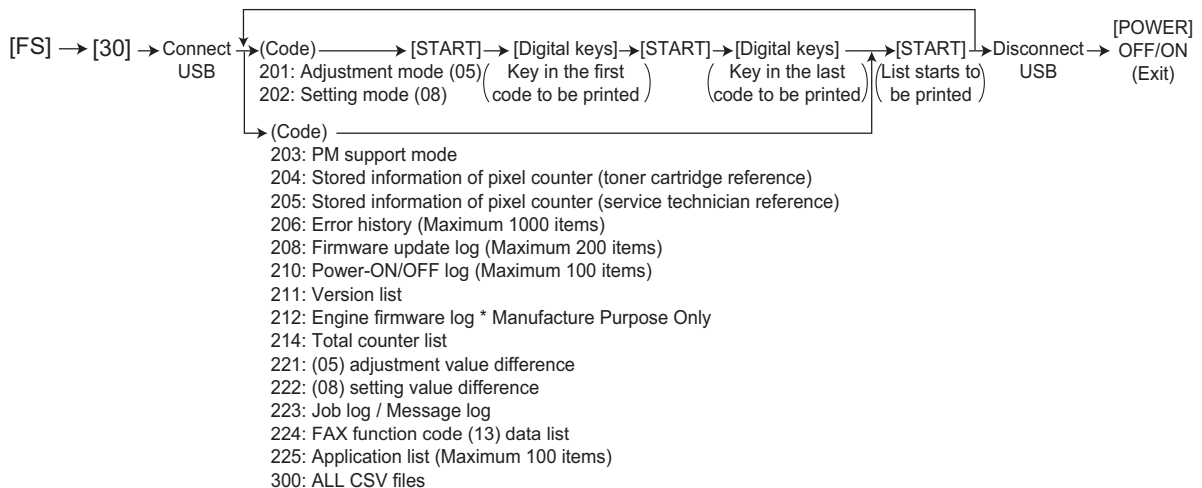 [FS] → [30] → Connect USB → (Code) → [START] → [Digital keys] → [START] → [Digital keys] → [START] → Disconnect USB → [POWER] OFF/ON (Exit)
201: Adjustment mode (05)
202: Setting mode (08)
(Key in the first code to be printed)
(Key in the last code to be printed)
(List starts to be printed)
(Code)
203: PM support mode
204: Stored information of pixel counter (toner cartridge reference)
205: Stored information of pixel counter (service technician reference)
206: Error history (Maximum 1000 items)
208: Firmware update log (Maximum 200 items)
210: Power-ON/OFF log (Maximum 100 items)
211: Version list
212: Engine firmware log * Manufacture Purpose Only
214: Total counter list
221: (05) adjustment value difference
222: (08) setting value difference
223: Job log / Message log
224: FAX function code (13) data list
225: Application list (Maximum 100 items)
300: ALL CSV files